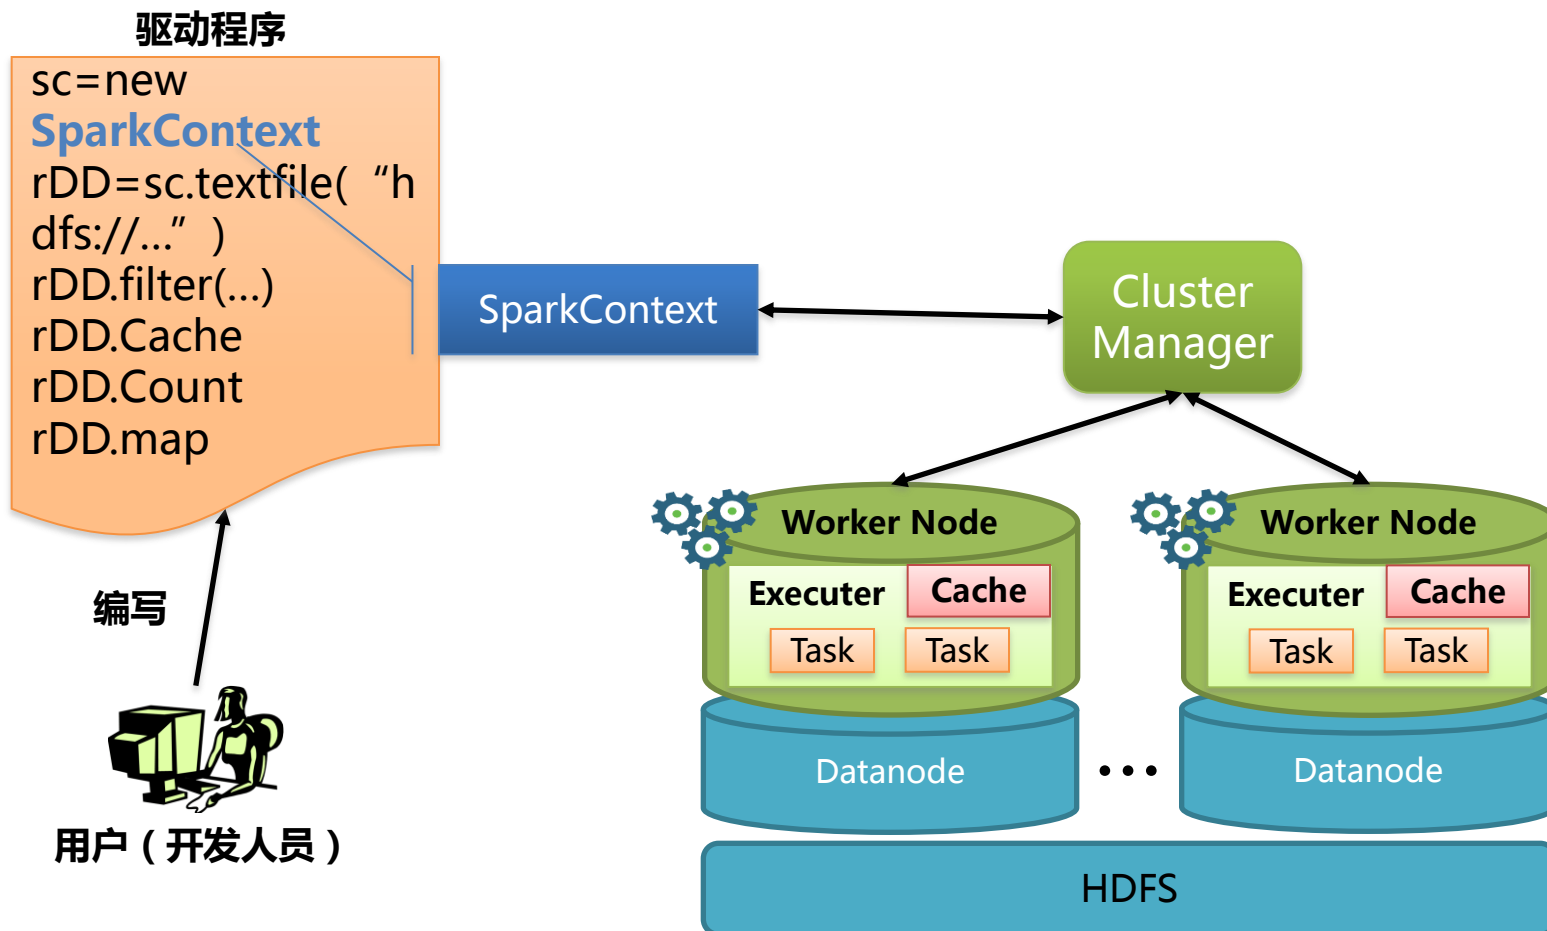 驱动程序
sc=new
SparkContext
rDD=sc.textfile( “h
dfs://…” )
rDD.filter(…)
rDD.Cache
rDD.Count
rDD.map
SparkContext
Cluster
Manager
编写
用户（开发人员）
Worker Node
Executer
Cache
Task
Task
Datanode
…
Worker Node
Executer
Cache
Task
Task
Datanode
HDFS